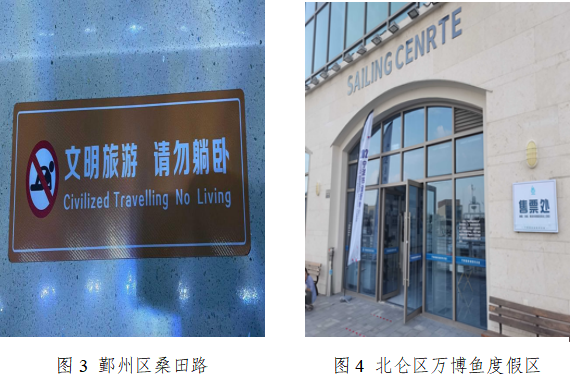 文明旅游 请勿躺卧
Civilized Travelling No Living
SAILING CENRTE
售票处
图 3 鄞州区桑田路
图 4 北仑区万博鱼度假区